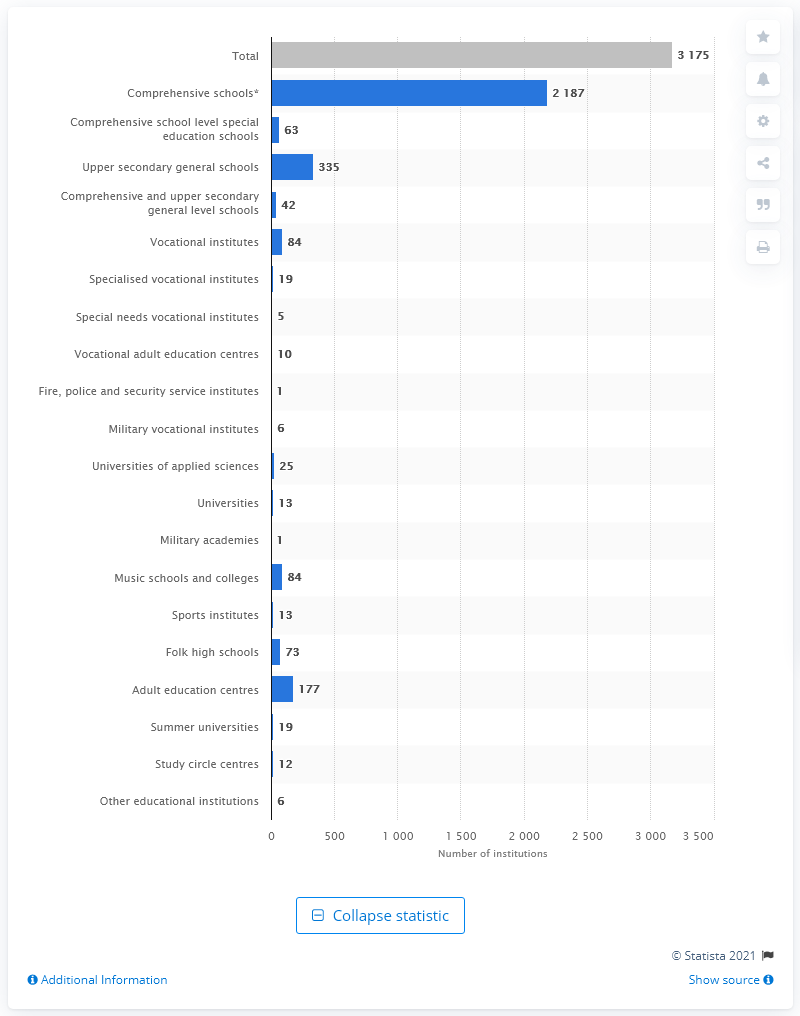 Total 3 175
Comprehensive schools* 2 187
Comprehensive school level special
education schools 63
Upper secondary general schools 335
Comprehensive and upper secondary
general level schools 42
Vocational institutes 84
Specialised vocational institutes 19
Special needs vocational institutes 5
Vocational adult education centres 10
Fire, police and security service institutes 1
Military vocational institutes 6
Universities of applied sciences 25
Universities 13
Military academies 1
Music schools and colleges 84
Sports institutes 13
Folk high schools 73
Adult education centres 177
Summer universities 19
Study circle centres 12
Other educational institutions 6
0 500 1 000 1 500 2 000 2 500 3 000 3 500
Number of institutions
Collapse statistic
© Statista 2021
Additional Information Show source